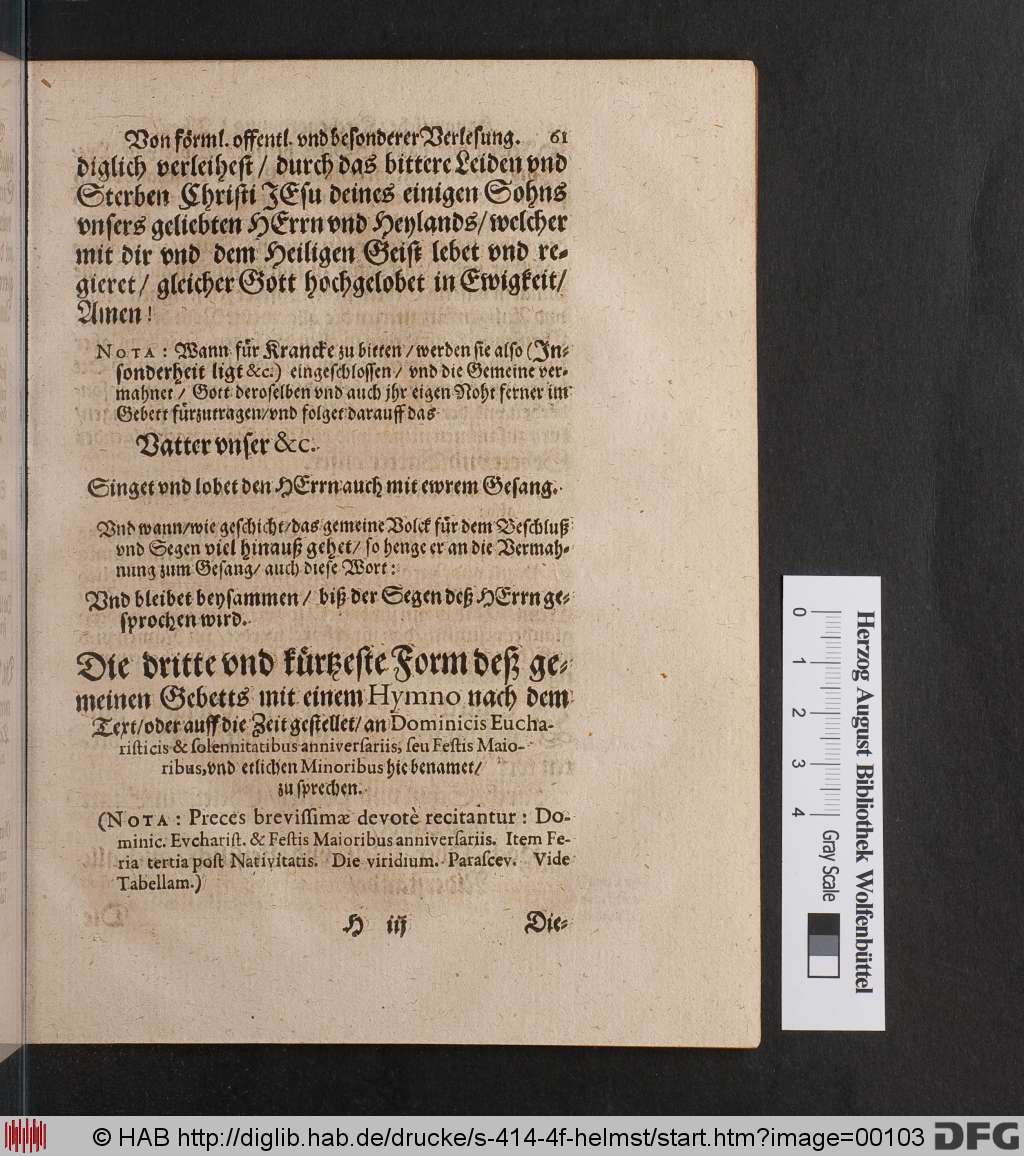 Von förml. offentl. vnd besonderer Verlesung. 61
diglich verleihest / durch das bittere Leiden vnd
Sterben Christi JEsu deines einigen Sohns
vnsers geliebten HErrn vnd Heylands / welcher
mit dir vnd dem Heiligen Geist lebet vnd re-
gieret / gleicher Gott hochgelobet in Ewigkeit /
Amen !
NOTA : Wann für Krancke zu bitten / werden sie also (In-
sonderheit ligt &c.) eingeschlossen / vnd die Gemeine ver-
mahnet / Gott deroselben vnd auch jhr eigen Noht ferner im
Gebett fürzutragen / vnd folget darauff das
Vatter vnser &c.
Singet vnd lobet den HErrn auch mit ewrem Gesang.
Vnd wann / wie geschicht / das gemeine Volck für dem Beschluß
vnd Segen viel hinauß gehet / so henge er an die Vermah-
nung zum Gesang / auch diese Wort :
Vnd bleibet beysammen / biß der Segen deß HErrn ge-
sprochen wird.
Die dritte vnd kürtzeste Form deß ge-
meinen Gebetts mit einem Hymno nach dem
Text / oder auff die Zeit gestellet / an Dominicis Eucha-
risticis & solennitatibus anniversariis, seu Festis Maio-
ribus, vnd etlichen Minoribus hie benamet /
zu sprechen.
(NOTA : Preces brevissimæ devotè recitantur : Do-
minic. Evcharist. & Festis Maioribus anniversariis. Item Fe-
ria tertia post Nativitatis. Die viridium. Parascev. Vide
Tabellam.)
H iij Die-
0 1 2 3 4
Herzog August Bibliothek Wolfenbüttel
Gray Scale
© HAB http://diglib.hab.de/drucke/s-414-4f-helmst/start.htm?image=00103 DFG